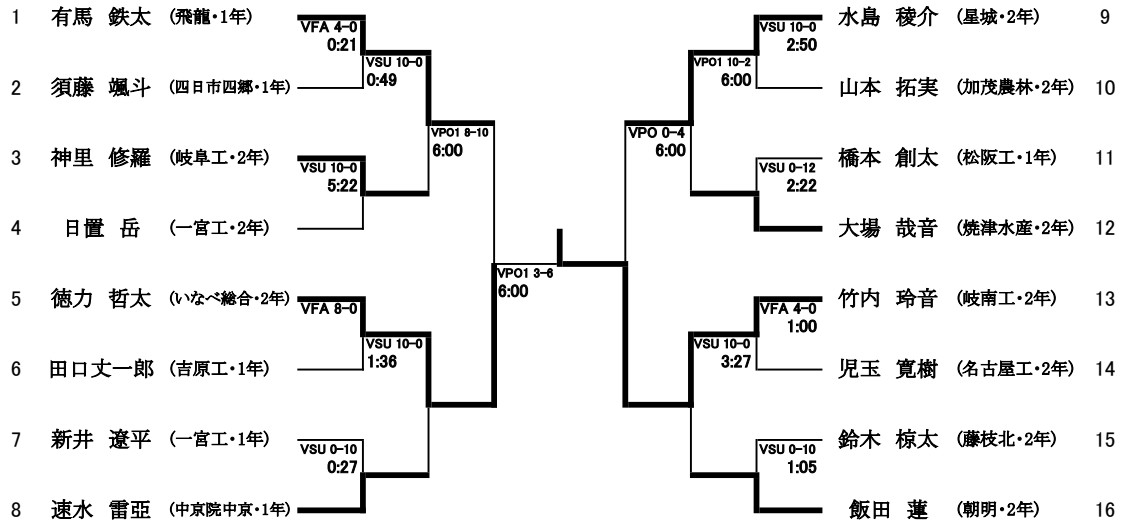 1 有馬 鉄太 (飛龍・1年)
VFA 4-0
0:21
2 須藤 颯斗 (四日市四郷・1年)
VSU 10-0
0:49
3 神里 修羅 (岐阜工・2年)
VSU 10-0
5:22
4 日置 岳 (一宮工・2年)
VPO1 8-10
6:00
5 徳力 哲太 (いなべ総合・2年)
VFA 8-0
6 田口丈一郎 (吉原工・1年)
VSU 10-0
1:36
7 新井 遼平 (一宮工・1年)
VSU 0-10
0:27
8 速水 雷亞 (中京院中京・1年)
VPO1 3-6
6:00
水島 稜介 (星城・2年) 9
VSU 10-0
2:50
山本 拓実 (加茂農林・2年) 10
VPO1 10-2
6:00
橋本 創太 (松阪工・1年) 11
VSU 0-12
2:22
大場 哉音 (焼津水産・2年) 12
VPO 0-4
6:00
竹内 玲音 (岐南工・2年) 13
VFA 4-0
1:00
児玉 寛樹 (名古屋工・2年) 14
VSU 10-0
3:27
鈴木 椋太 (藤枝北・2年) 15
VSU 0-10
1:05
飯田 蓮 (朝明・2年) 16